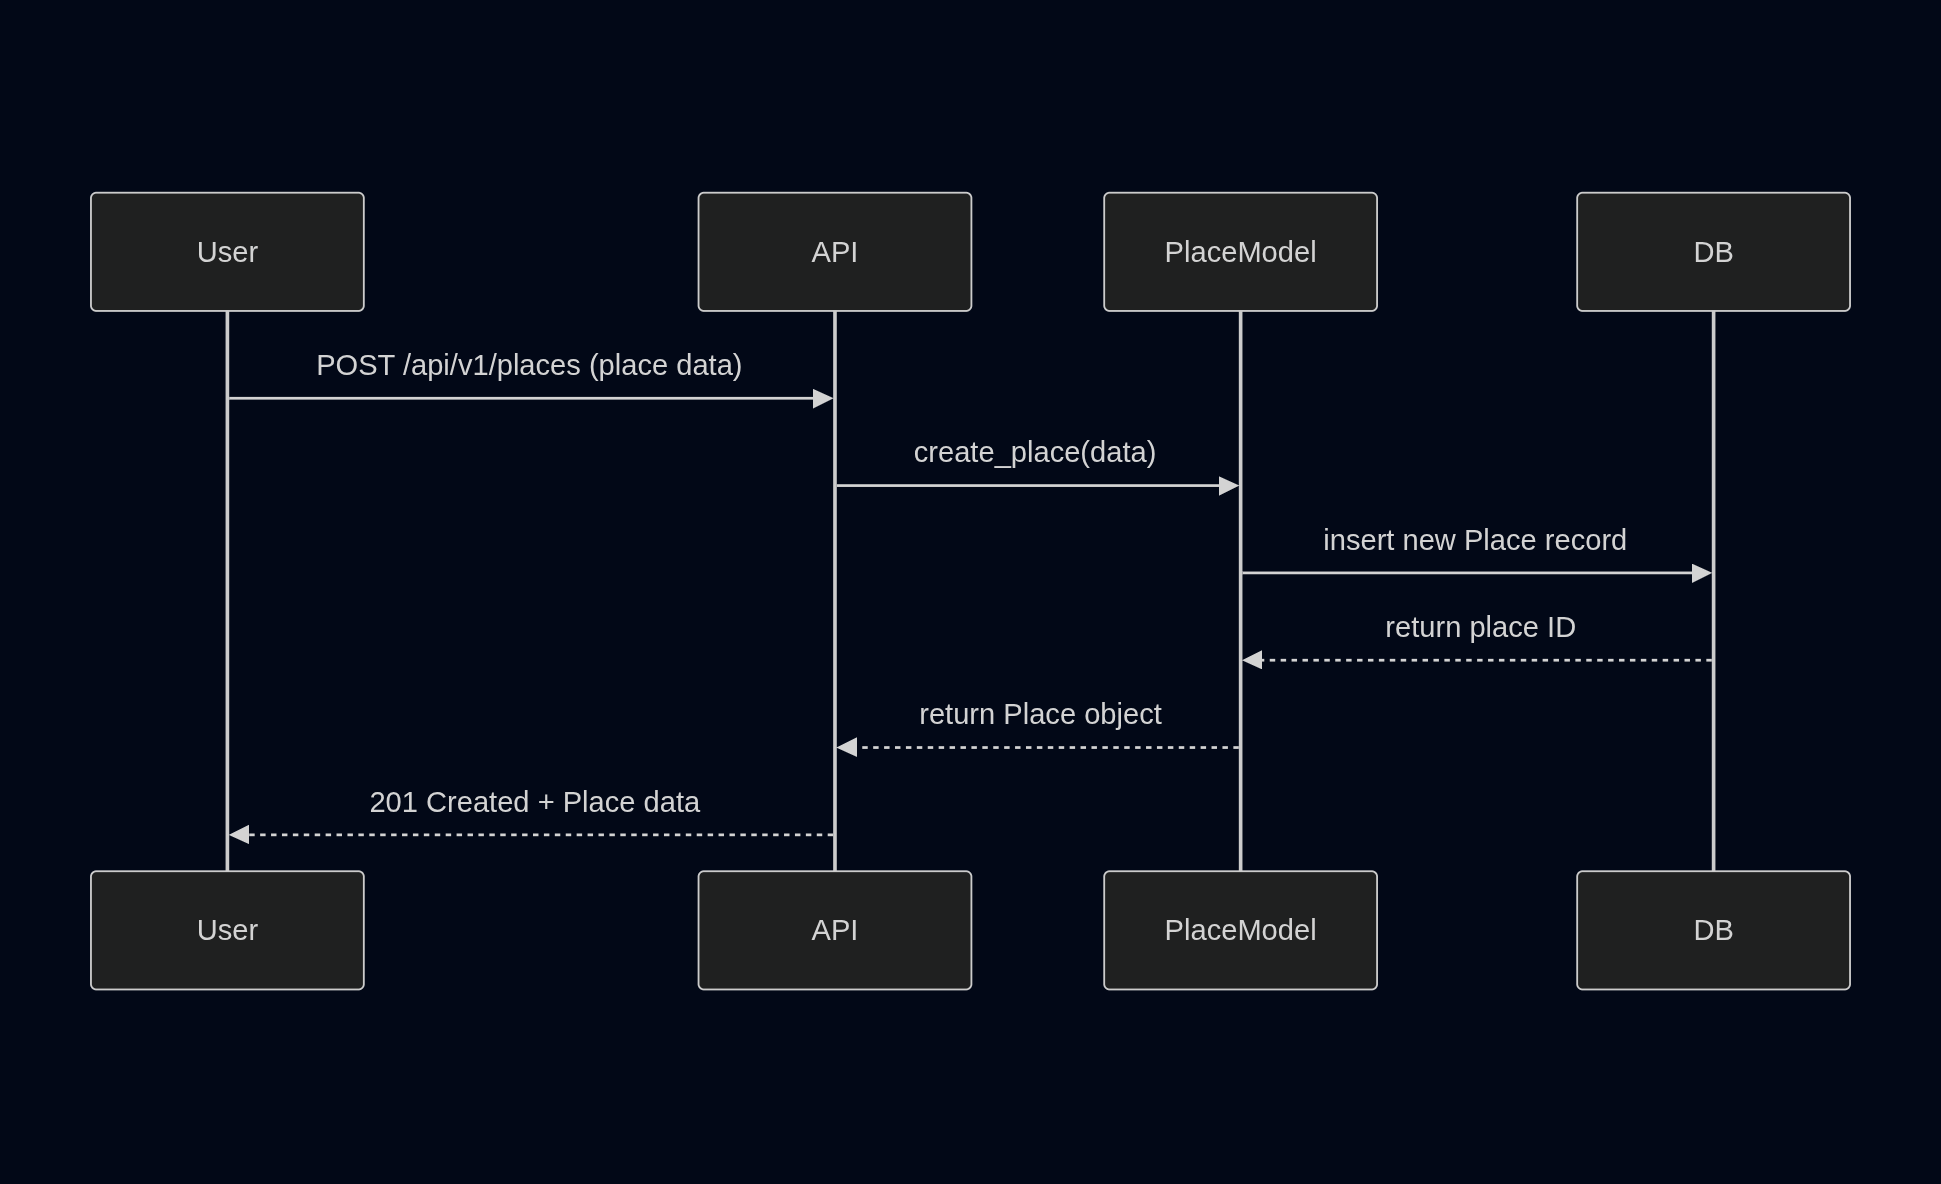 User
API
PlaceModel
DB
POST /api/v1/places (place data)
create_place(data)
insert new Place record
return place ID
return Place object
201 Created + Place data
User
API
PlaceModel
DB